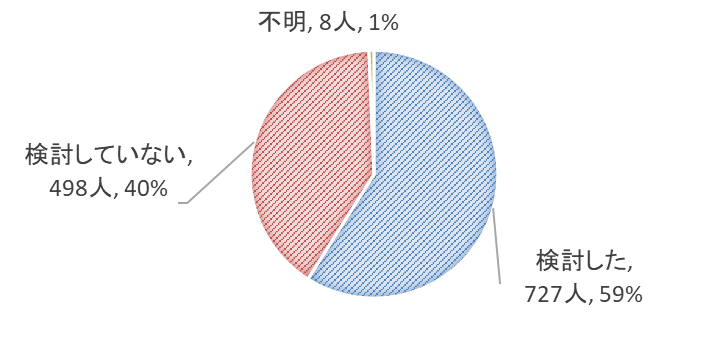 不明, 8人, 1%
検討していない,
498人, 40%
検討した,
727人, 59%